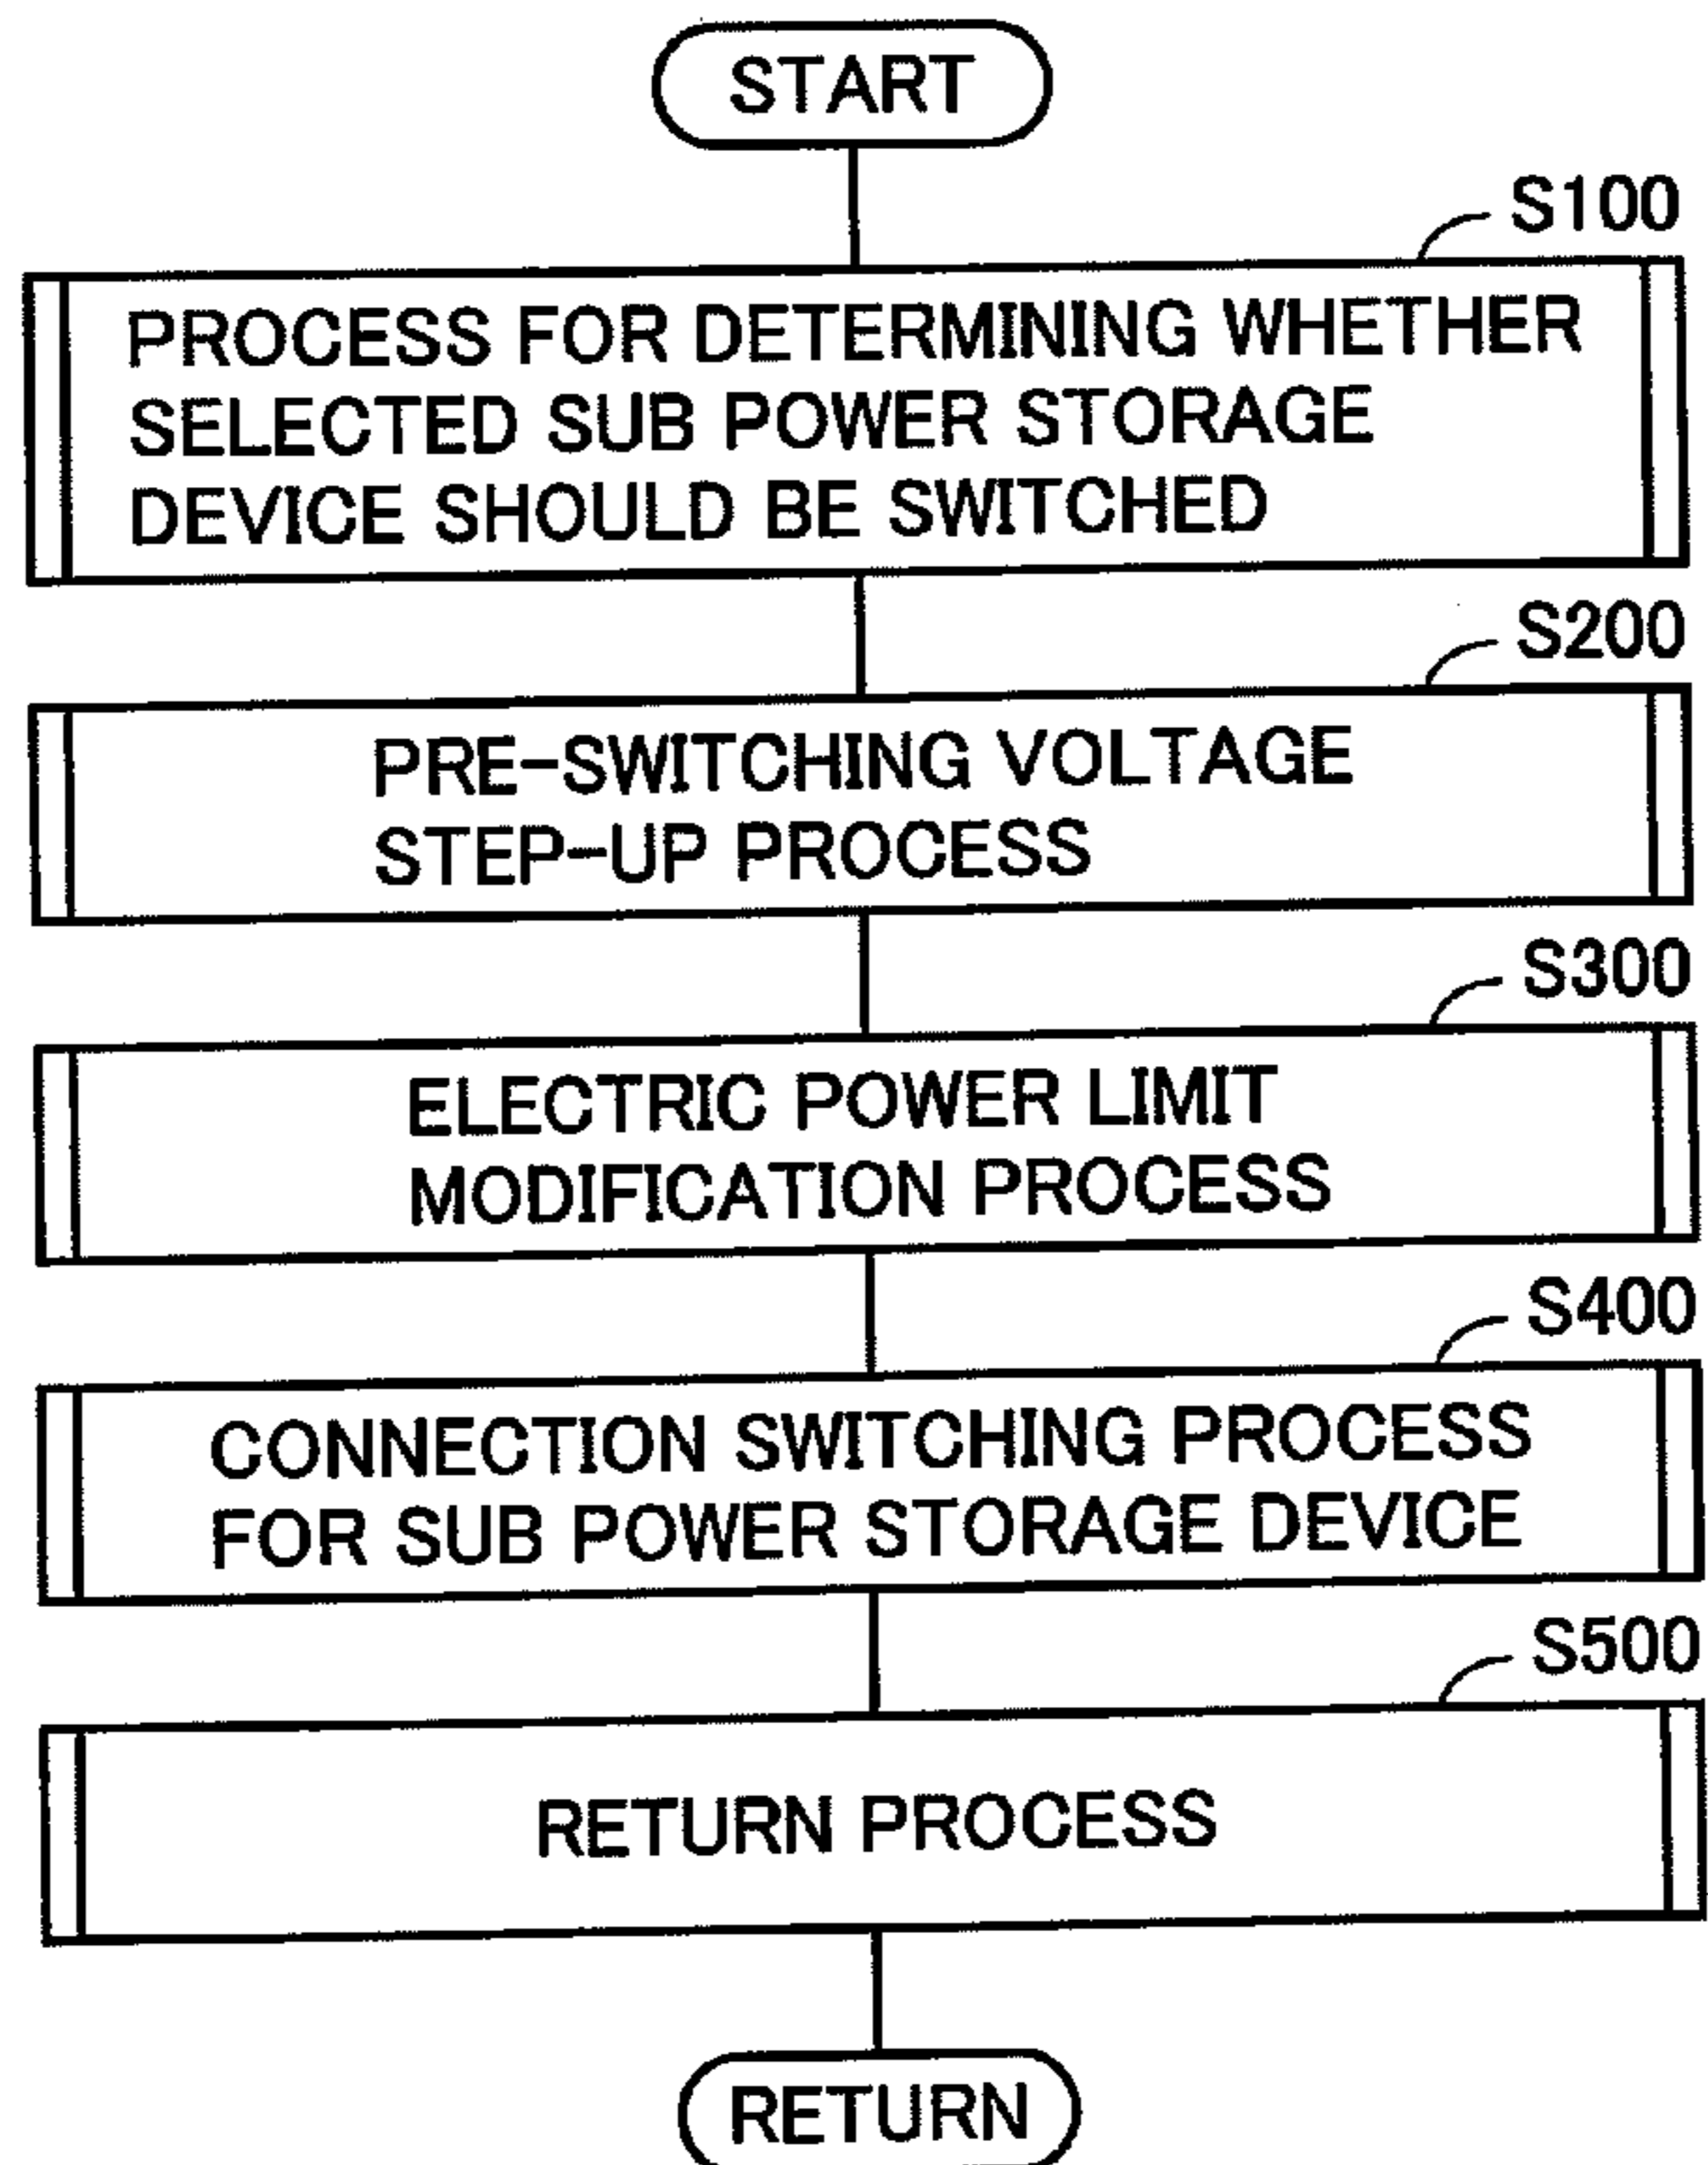 START
S100
PROCESS FOR DETERMINING WHETHER
SELECTED SUB POWER STORAGE
DEVICE SHOULD BE SWITCHED
S200
PRE-SWITCHING VOLTAGE
STEP-UP PROCESS
S300
ELECTRIC POWER LIMIT
MODIFICATION PROCESS
S400
CONNECTION SWITCHING PROCESS
FOR SUB POWER STORAGE DEVICE
S500
RETURN PROCESS
RETURN